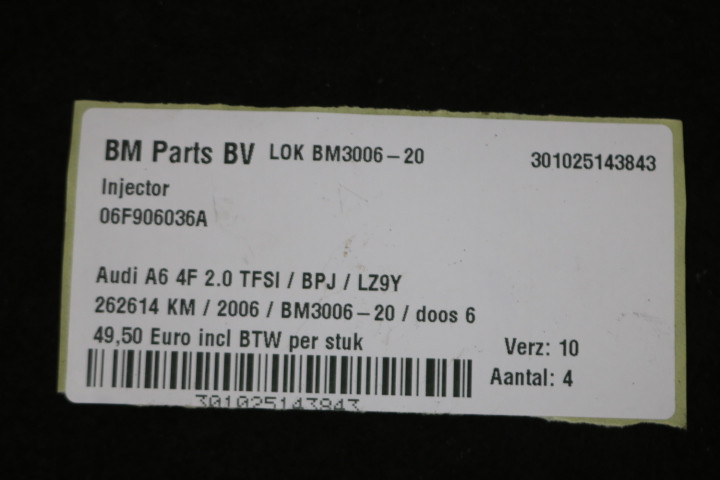 BM Parts BV LOK BM3006-20 301025143843
Injector
06F906036A
Audi A6 4F 2.0 TFSI / BPJ / LZ9Y
262614 KM / 2006 / BM3006-20 / doos 6
49,50 Euro incl BTW per stuk
Verz: 10
Aantal: 4
301025143843